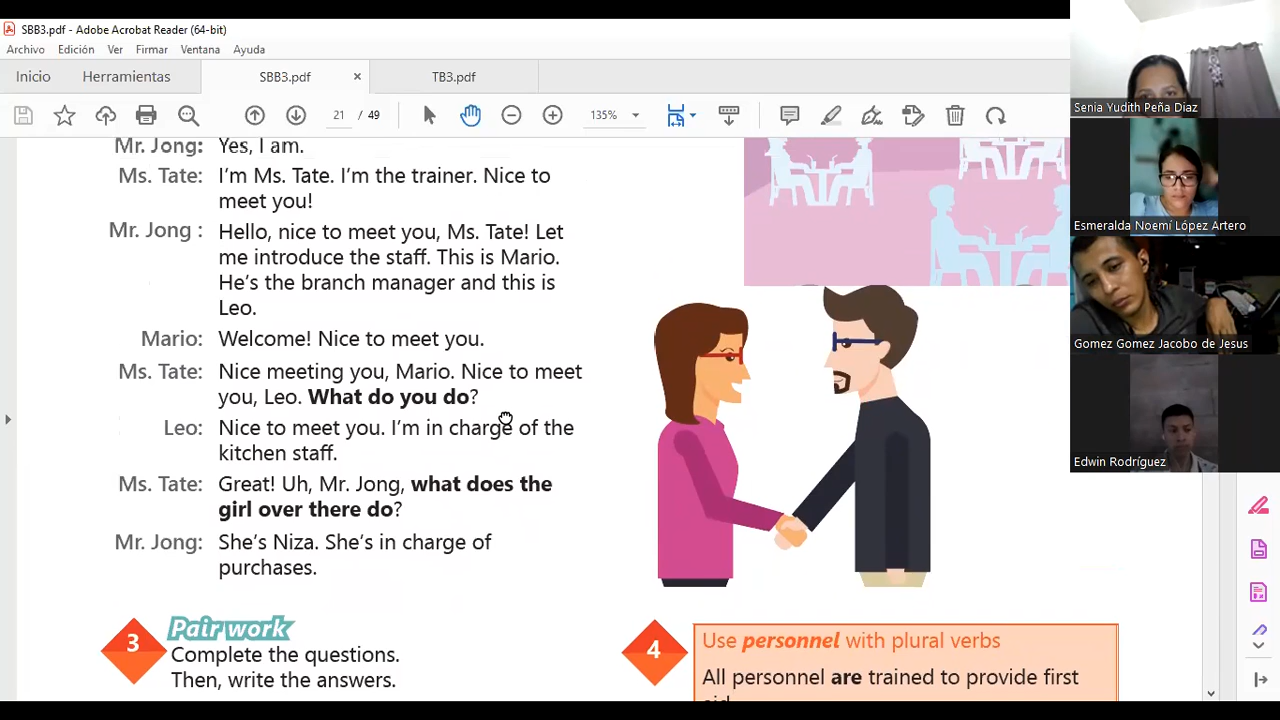 SBB3.pdf - Adobe Acrobat Reader (64-bit)
Archivo Edición Ver Firmar Ventana Ayuda
Inicio Herramientas SBB3.pdf × TB3.pdf
21 / 49 135%
Mr. Jong: Yes, I am.
Ms. Tate: I'm Ms. Tate. I'm the trainer. Nice to
meet you!
Mr. Jong : Hello, nice to meet you, Ms. Tate! Let
me introduce the staff. This is Mario.
He's the branch manager and this is
Leo.
Mario: Welcome! Nice to meet you.
Ms. Tate: Nice meeting you, Mario. Nice to meet
you, Leo. What do you do?
Leo: Nice to meet you. I'm in charge of the
kitchen staff.
Ms. Tate: Great! Uh, Mr. Jong, what does the
girl over there do?
Mr. Jong: She's Niza. She's in charge of
purchases.
3 Pair work
Complete the questions.
Then, write the answers.
4 Use personnel with plural verbs
All personnel are trained to provide first
Senia Yudith Peña Diaz
Esmeralda Noemí López Artero
Gomez Gomez Jacobo de Jesus
Edwin Rodríguez